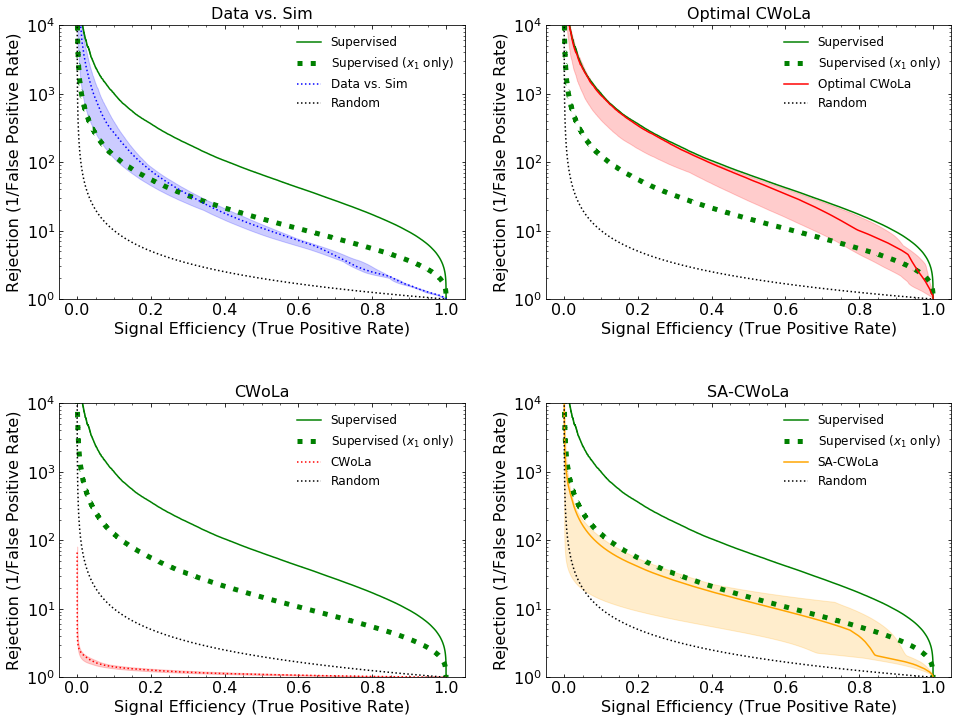 Data vs. Sim
Rejection (1/False Positive Rate)
10^4
10^3
10^2
10^1
10^0
Supervised
Supervised (x_1 only)
Data vs. Sim
Random
0.0 0.2 0.4 0.6 0.8 1.0
Signal Efficiency (True Positive Rate)
Optimal CWoLa
Rejection (1/False Positive Rate)
10^4
10^3
10^2
10^1
10^0
Supervised
Supervised (x_1 only)
Optimal CWoLa
Random
0.0 0.2 0.4 0.6 0.8 1.0
Signal Efficiency (True Positive Rate)
CWoLa
Rejection (1/False Positive Rate)
10^4
10^3
10^2
10^1
10^0
Supervised
Supervised (x_1 only)
CWoLa
Random
0.0 0.2 0.4 0.6 0.8 1.0
Signal Efficiency (True Positive Rate)
SA-CWoLa
Rejection (1/False Positive Rate)
10^4
10^3
10^2
10^1
10^0
Supervised
Supervised (x_1 only)
SA-CWoLa
Random
0.0 0.2 0.4 0.6 0.8 1.0
Signal Efficiency (True Positive Rate)